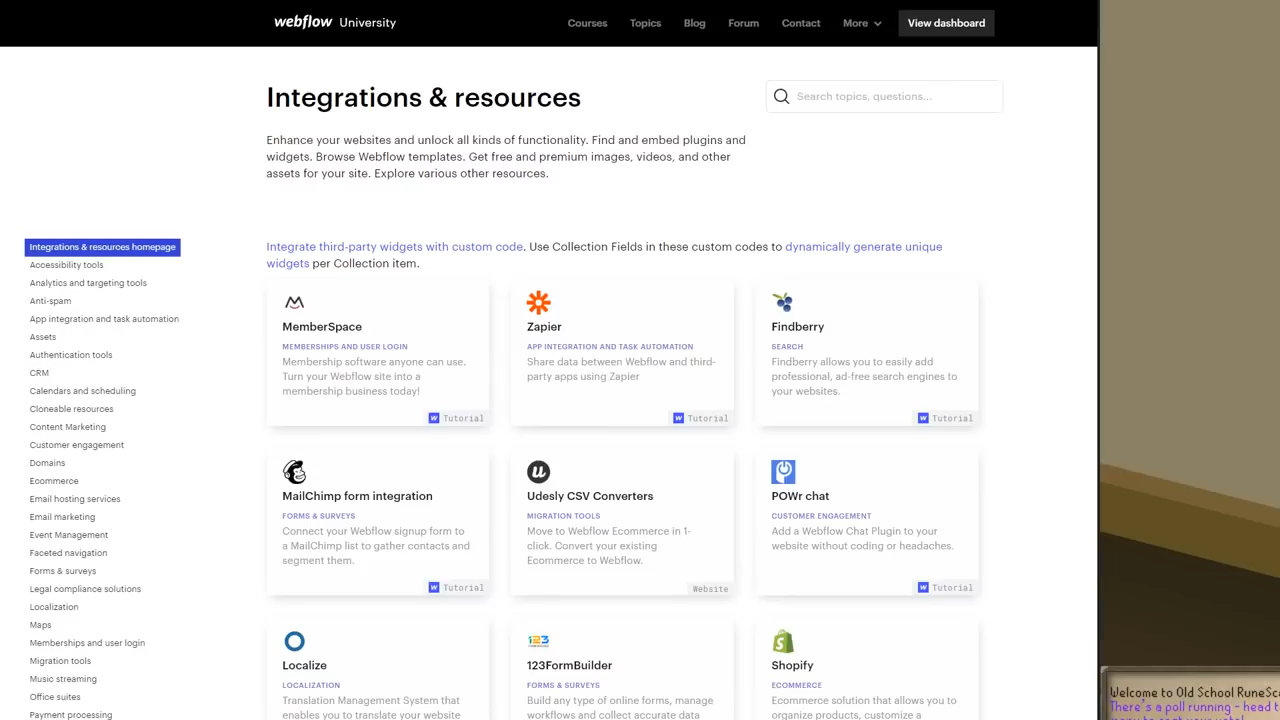 webflow University
Courses
Topics
Blog
Forum
Contact
More
View dashboard
Integrations & resources
Search topics, questions...
Enhance your websites and unlock all kinds of functionality. Find and embed plugins and
widgets. Browse Webflow templates. Get free and premium images, videos, and other
assets for your site. Explore various other resources.
Integrations & resources homepage
Accessibility tools
Analytics and targeting tools
Anti-spam
App integration and task automation
Assets
Authentication tools
CRM
Calendars and scheduling
Cloneable resources
Content Marketing
Customer engagement
Domains
Ecommerce
Email hosting services
Email marketing
Event Management
Faceted navigation
Forms & surveys
Legal compliance solutions
Localization
Maps
Memberships and user login
Migration tools
Music streaming
Office suites
Payment processing
Integrate third-party widgets with custom code. Use Collection Fields in these custom codes to dynamically generate unique
widgets per Collection item.
MemberSpace
MEMBERSHIPS AND USER LOGIN
Membership software anyone can use.
Turn your Webflow site into a
membership business today!
Tutorial
Zapier
APP INTEGRATION AND TASK AUTOMATION
Share data between Webflow and third-
party apps using Zapier
Tutorial
Findberry
SEARCH
Findberry allows you to easily add
professional, ad-free search engines to
your websites.
Tutorial
MailChimp form integration
FORMS & SURVEYS
Connect your Webflow signup form to
a MailChimp list to gather contacts and
segment them.
Tutorial
Udesly CSV Converters
MIGRATION TOOLS
Move to Webflow Ecommerce in 1-
click. Convert your existing
Ecommerce to Webflow.
Website
POWr chat
CUSTOMER ENGAGEMENT
Add a Webflow Chat Plugin to your
website without coding or headaches.
Tutorial
Localize
LOCALIZATION
Translation Management System that
enables you to translate your website
123FormBuilder
FORMS & SURVEYS
Build any type of online forms, manage
workflows and collect accurate data
Shopify
ECOMMERCE
Ecommerce solution that allows you to
organize products, customize a
Welcome to Old School RuneSc
There's a poll running - head t